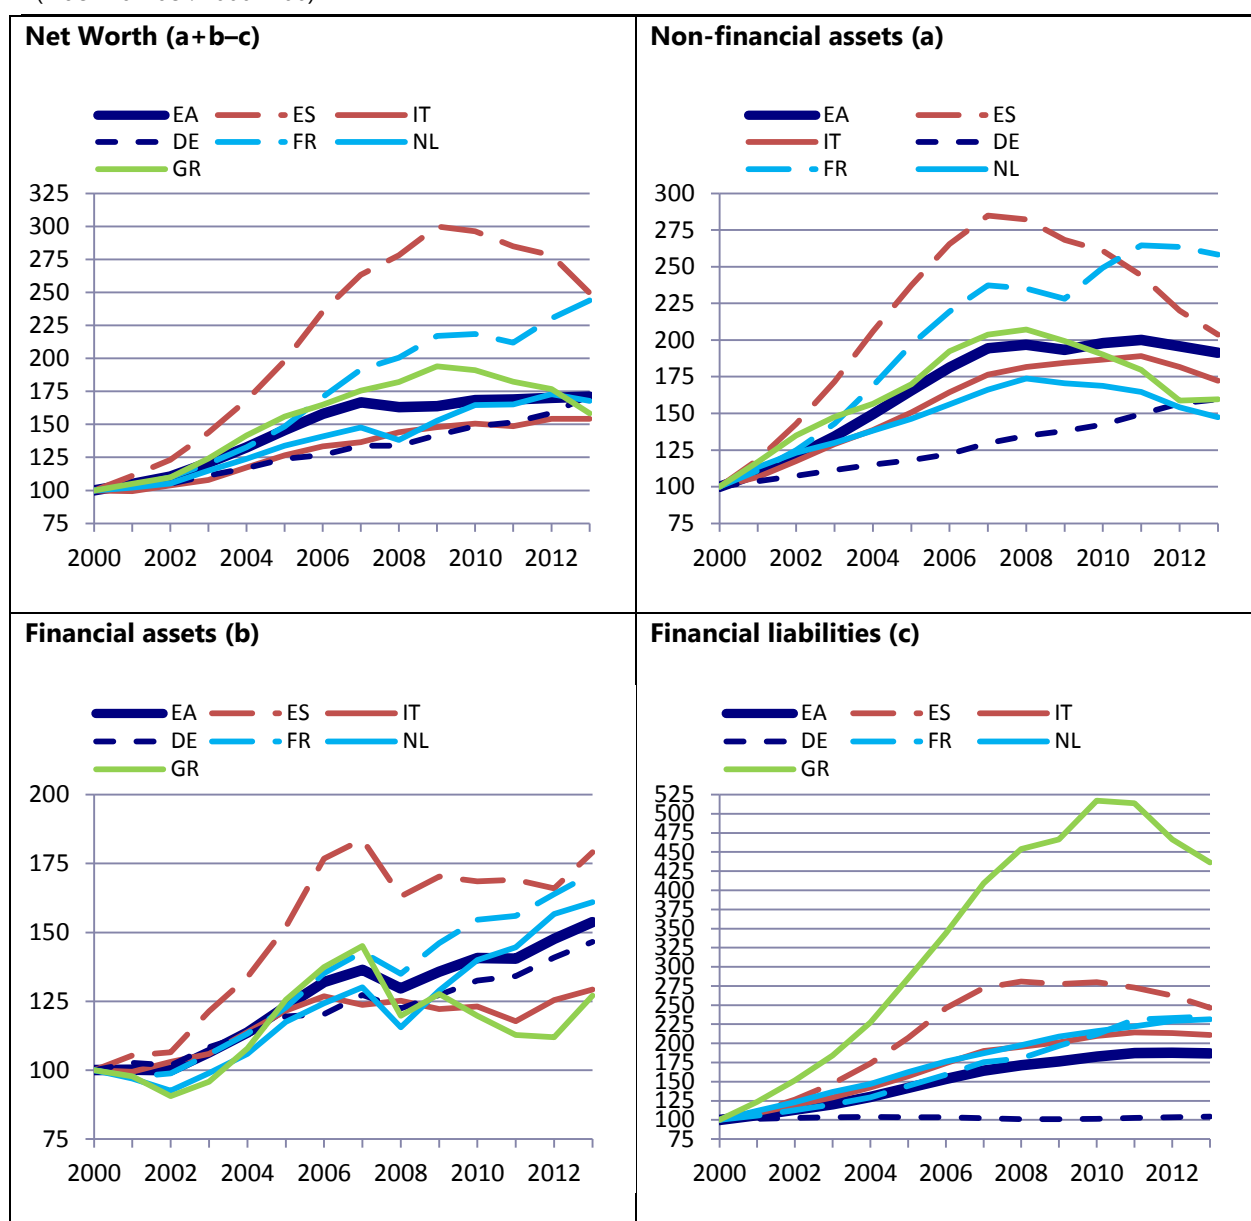 Net Worth (a+b–c)
EA ES IT
DE FR NL
GR
325
300
275
250
225
200
175
150
125
100
75
2000 2002 2004 2006 2008 2010 2012
Non-financial assets (a)
EA ES
IT DE
FR NL
300
275
250
225
200
175
150
125
100
75
2000 2002 2004 2006 2008 2010 2012
Financial assets (b)
EA ES IT
DE FR NL
GR
200
175
150
125
100
75
2000 2002 2004 2006 2008 2010 2012
Financial liabilities (c)
EA ES IT
DE FR NL
GR
525
500
475
450
425
400
375
350
325
300
275
250
225
200
175
150
125
100
75
2000 2002 2004 2006 2008 2010 2012